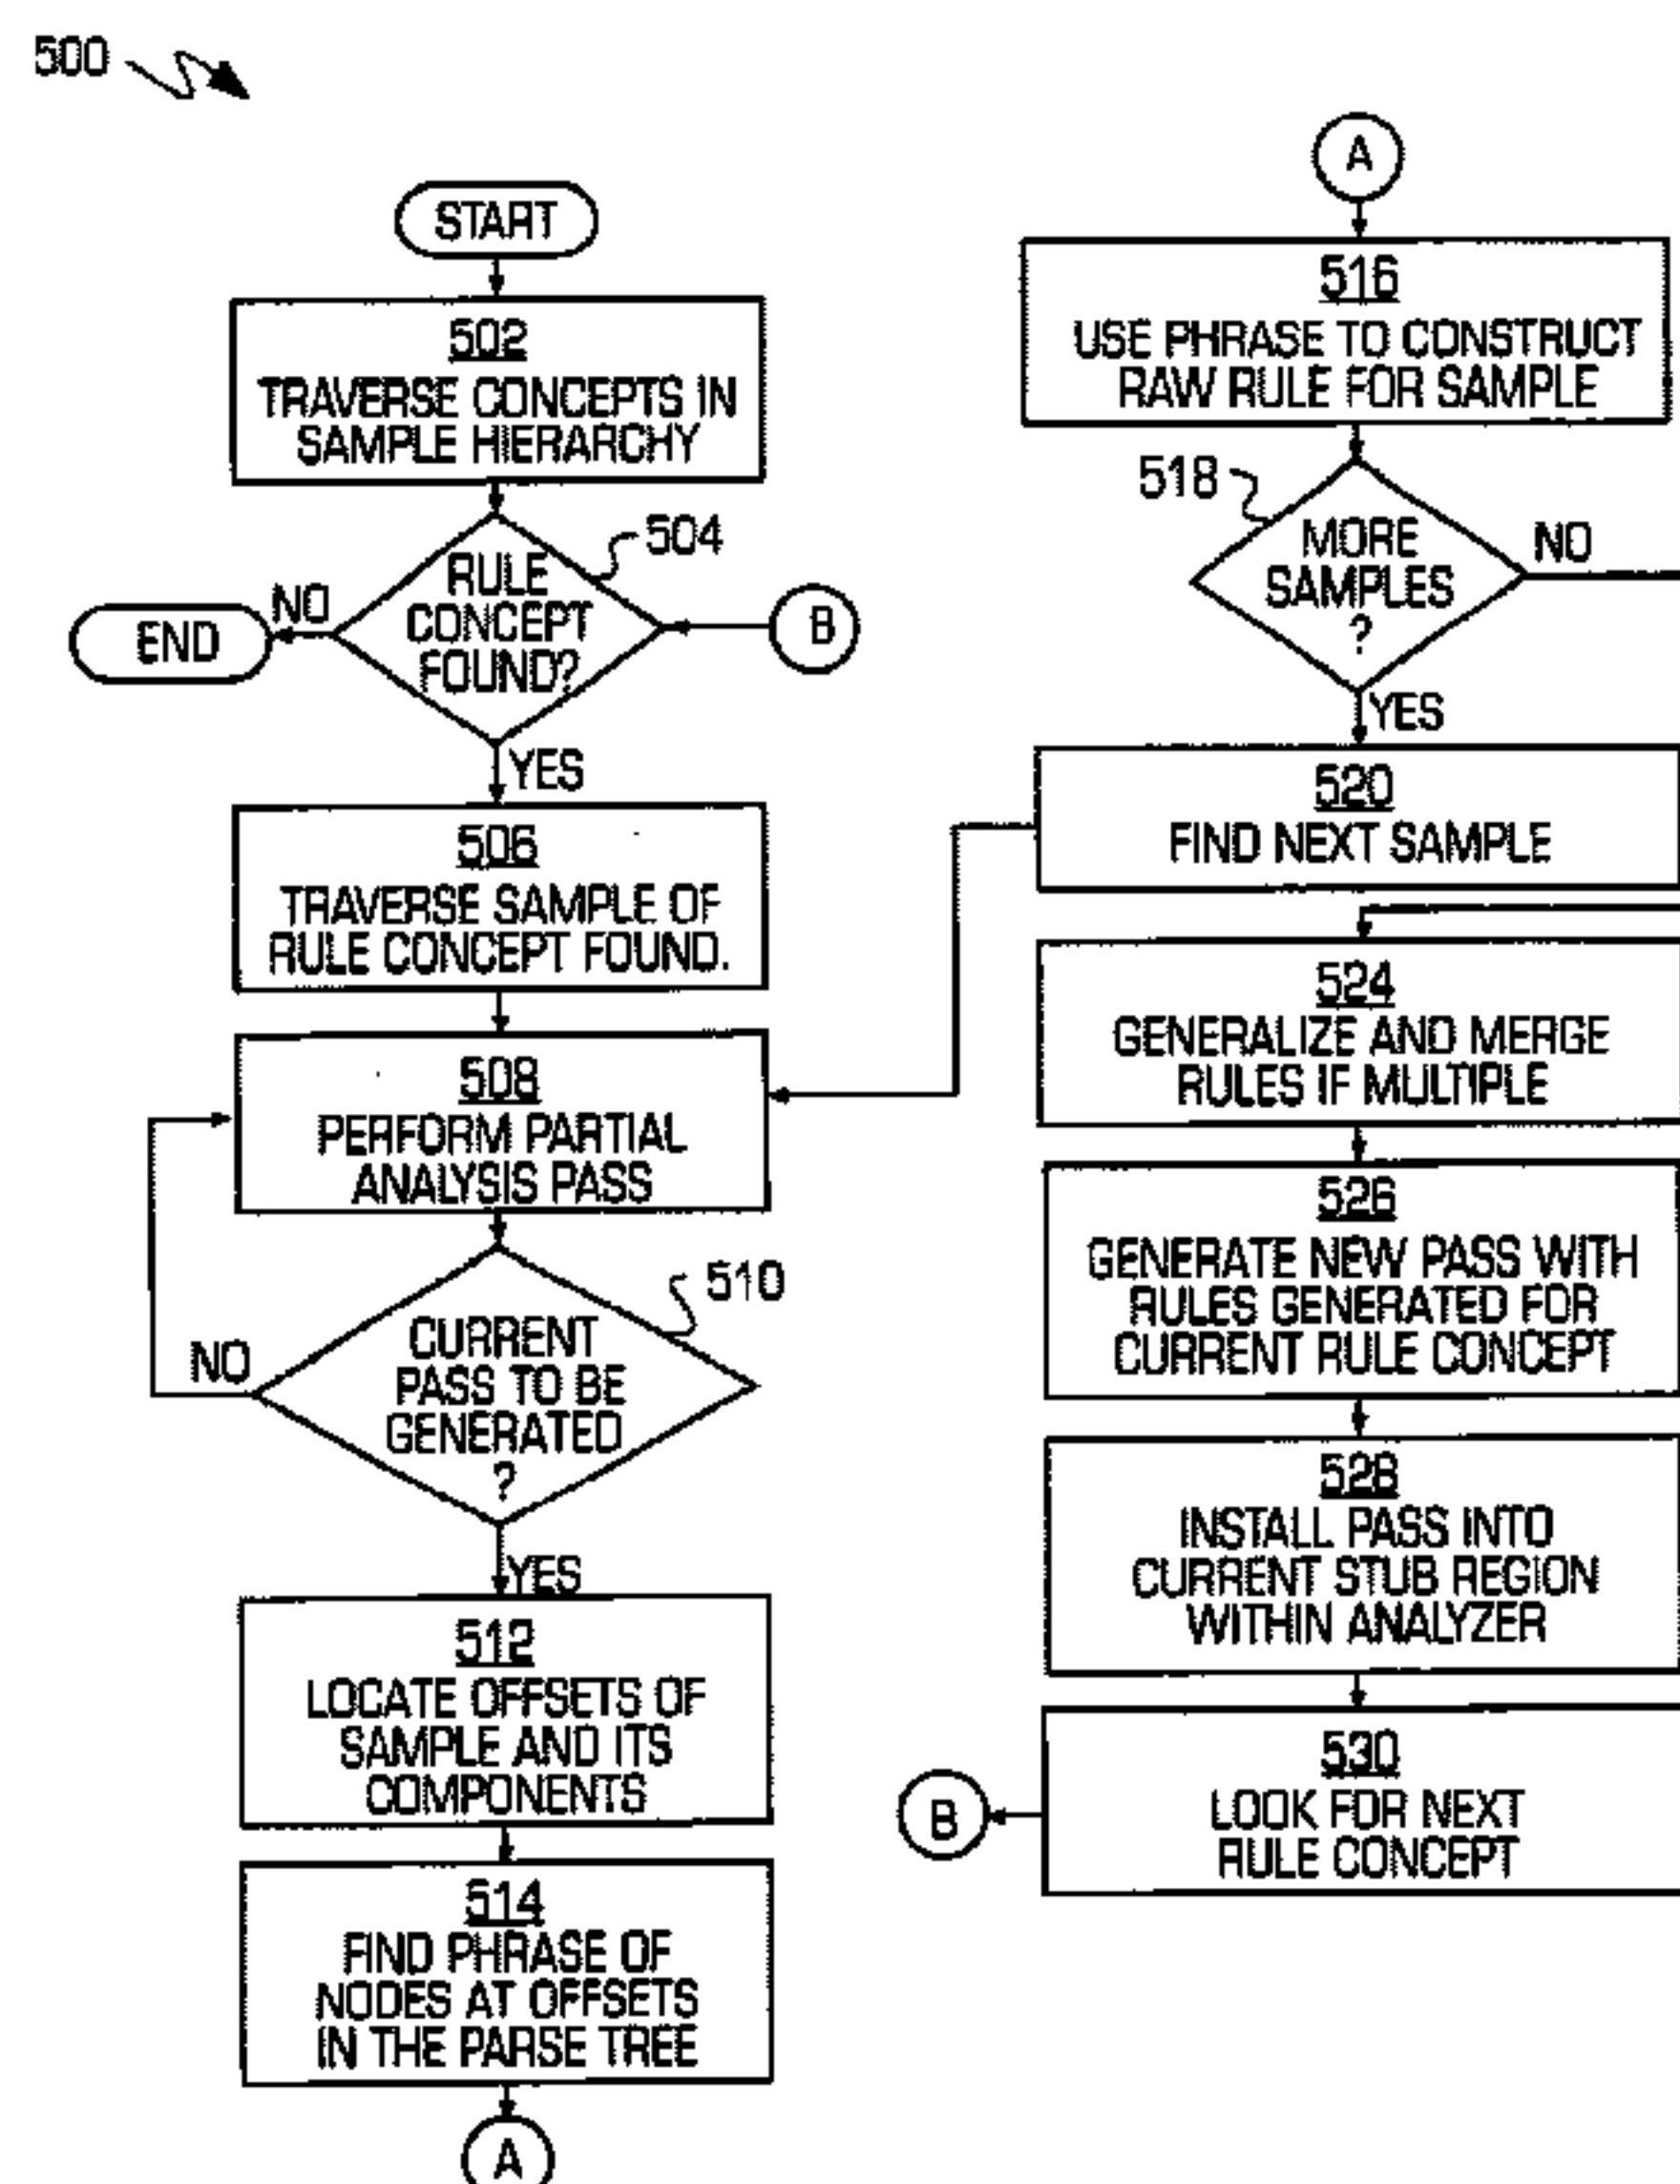 500
START
502
TRAVERSE CONCEPTS IN
SAMPLE HIERARCHY
504
RULE
CONCEPT
FOUND?
NO
END
B
YES
506
TRAVERSE SAMPLE OF
RULE CONCEPT FOUND.
508
PERFORM PARTIAL
ANALYSIS PASS
510
CURRENT
PASS TO BE
GENERATED
?
NO
YES
512
LOCATE OFFSETS OF
SAMPLE AND ITS
COMPONENTS
514
FIND PHRASE OF
NODES AT OFFSETS
IN THE PARSE TREE
A
A
516
USE PHRASE TO CONSTRUCT
RAW RULE FOR SAMPLE
518
MORE
SAMPLES
?
NO
YES
520
FIND NEXT SAMPLE
524
GENERALIZE AND MERGE
RULES IF MULTIPLE
526
GENERATE NEW PASS WITH
RULES GENERATED FOR
CURRENT RULE CONCEPT
528
INSTALL PASS INTO
CURRENT STUB REGION
WITHIN ANALYZER
530
LOOK FOR NEXT
RULE CONCEPT
B